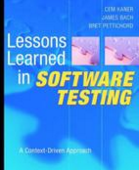 CEM KANER
JAMES BACH
BRET PETTICHORD
Lessons
Learned
in SOFTWARE
TESTING
A Context-Driven Approach